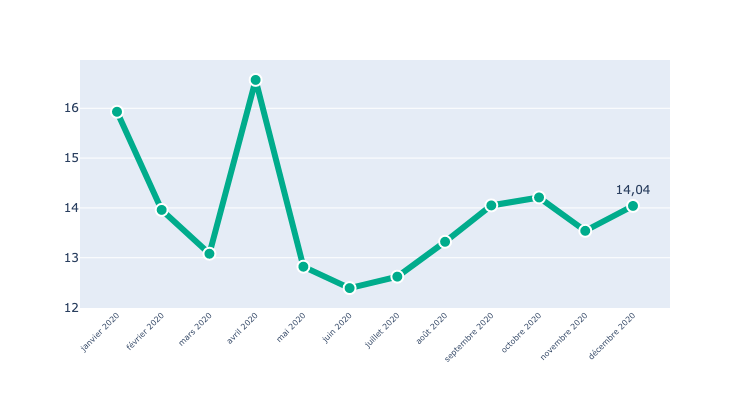 16
15
14
13
12
14,04
janvier 2020
février 2020
mars 2020
avril 2020
mai 2020
juin 2020
juillet 2020
août 2020
septembre 2020
octobre 2020
novembre 2020
décembre 2020